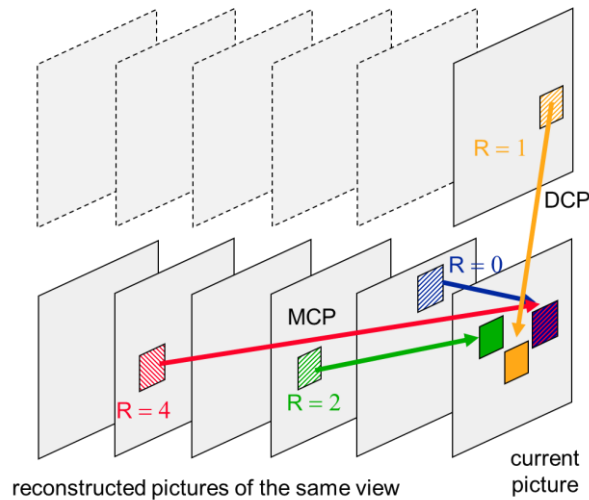 R = 1
DCP
R = 0
MCP
R = 4
R = 2
reconstructed pictures of the same view
current
picture